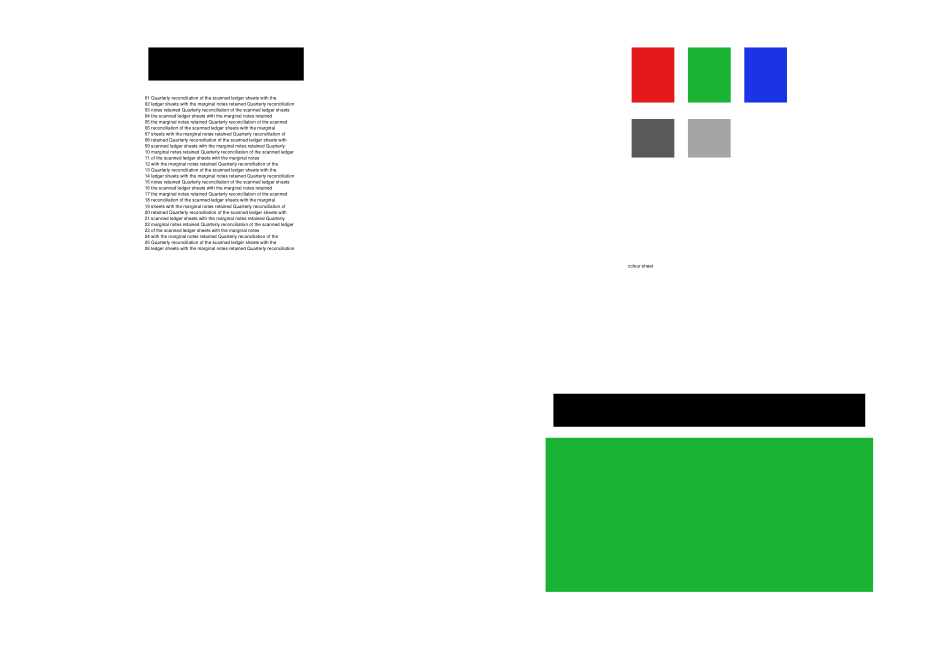 01 Quarterly reconciliation of the scanned ledger sheets with the
02 ledger sheets with the marginal notes retained Quarterly reconciliation
03 notes retained Quarterly reconciliation of the scanned ledger sheets
04 the scanned ledger sheets with the marginal notes retained
05 the marginal notes retained Quarterly reconciliation of the scanned
06 reconciliation of the scanned ledger sheets with the marginal
07 sheets with the marginal notes retained Quarterly reconciliation of
08 retained Quarterly reconciliation of the scanned ledger sheets with
09 scanned ledger sheets with the marginal notes retained Quarterly
10 marginal notes retained Quarterly reconciliation of the scanned ledger
11 of the scanned ledger sheets with the marginal notes
12 with the marginal notes retained Quarterly reconciliation of the
13 Quarterly reconciliation of the scanned ledger sheets with the
14 ledger sheets with the marginal notes retained Quarterly reconciliation
15 notes retained Quarterly reconciliation of the scanned ledger sheets
16 the scanned ledger sheets with the marginal notes retained
17 the marginal notes retained Quarterly reconciliation of the scanned
18 reconciliation of the scanned ledger sheets with the marginal
19 sheets with the marginal notes retained Quarterly reconciliation of
20 retained Quarterly reconciliation of the scanned ledger sheets with
21 scanned ledger sheets with the marginal notes retained Quarterly
22 marginal notes retained Quarterly reconciliation of the scanned ledger
23 of the scanned ledger sheets with the marginal notes
24 with the marginal notes retained Quarterly reconciliation of the
25 Quarterly reconciliation of the scanned ledger sheets with the
26 ledger sheets with the marginal notes retained Quarterly reconciliation
colour sheet